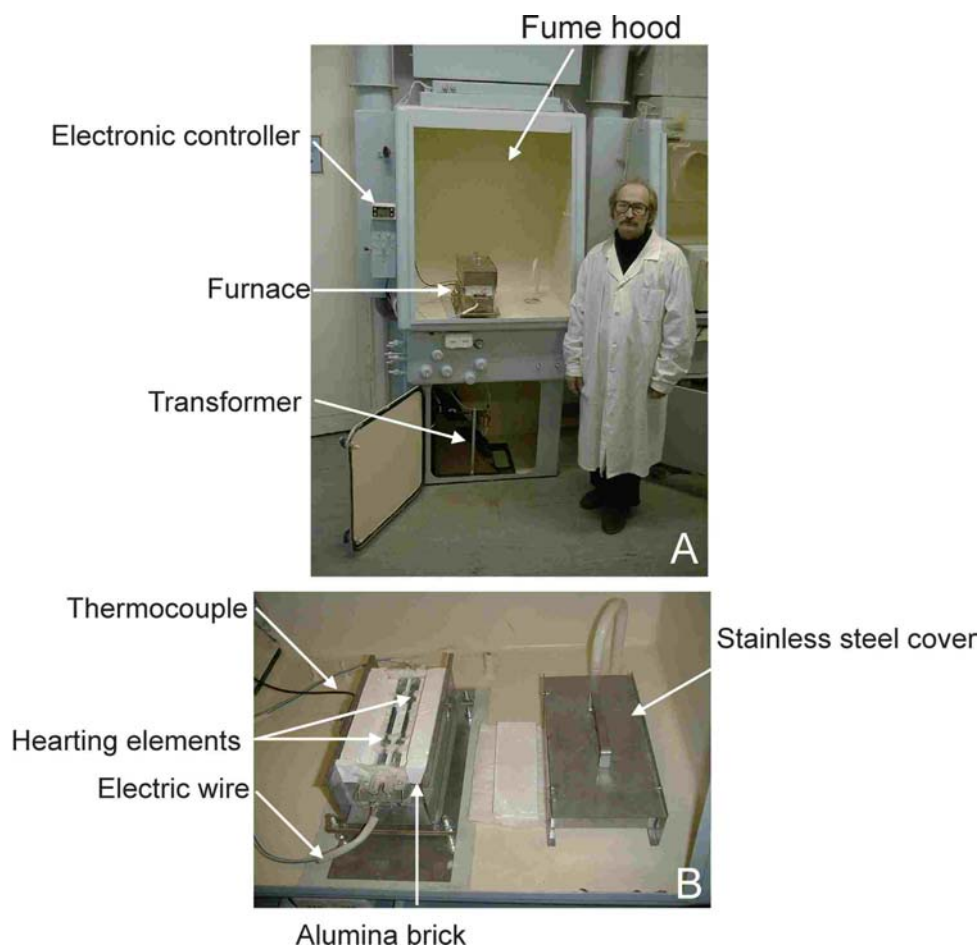 Fume hood
Electronic controller
Furnace
Transformer
A
Thermocouple
Stainless steel cover
Hearting elements
Electric wire
B
Alumina brick